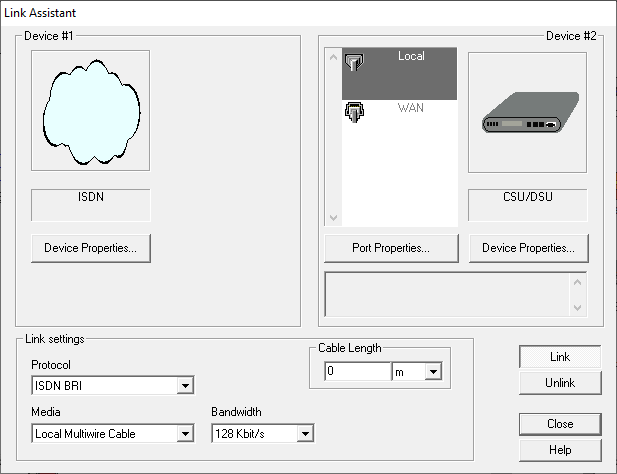 Link Assistant
Device #1
ISDN
Device Properties...
Device #2
Local
WAN
CSU/DSU
Port Properties...
Device Properties...
Link settings
Protocol
ISDN BRI
Media
Local Multiwire Cable
Bandwidth
128 Kbit/s
Cable Length
0
m
Link
Unlink
Close
Help